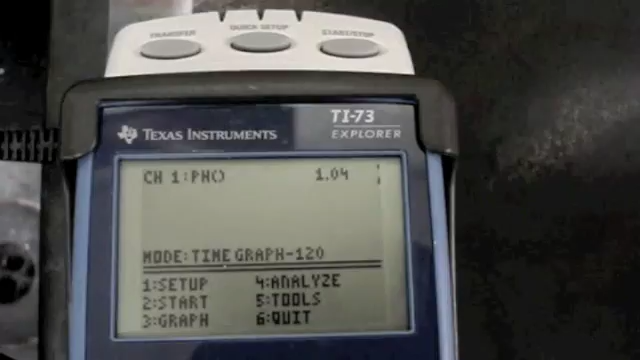 TRANSFER QUICK SETUP START/STOP
TEXAS INSTRUMENTS
TI-73
EXPLORER
CH 1:PH() 1.04
MODE:TIME GRAPH-120
1:SETUP 4:ANALYZE
2:START 5:TOOLS
3:GRAPH 6:QUIT